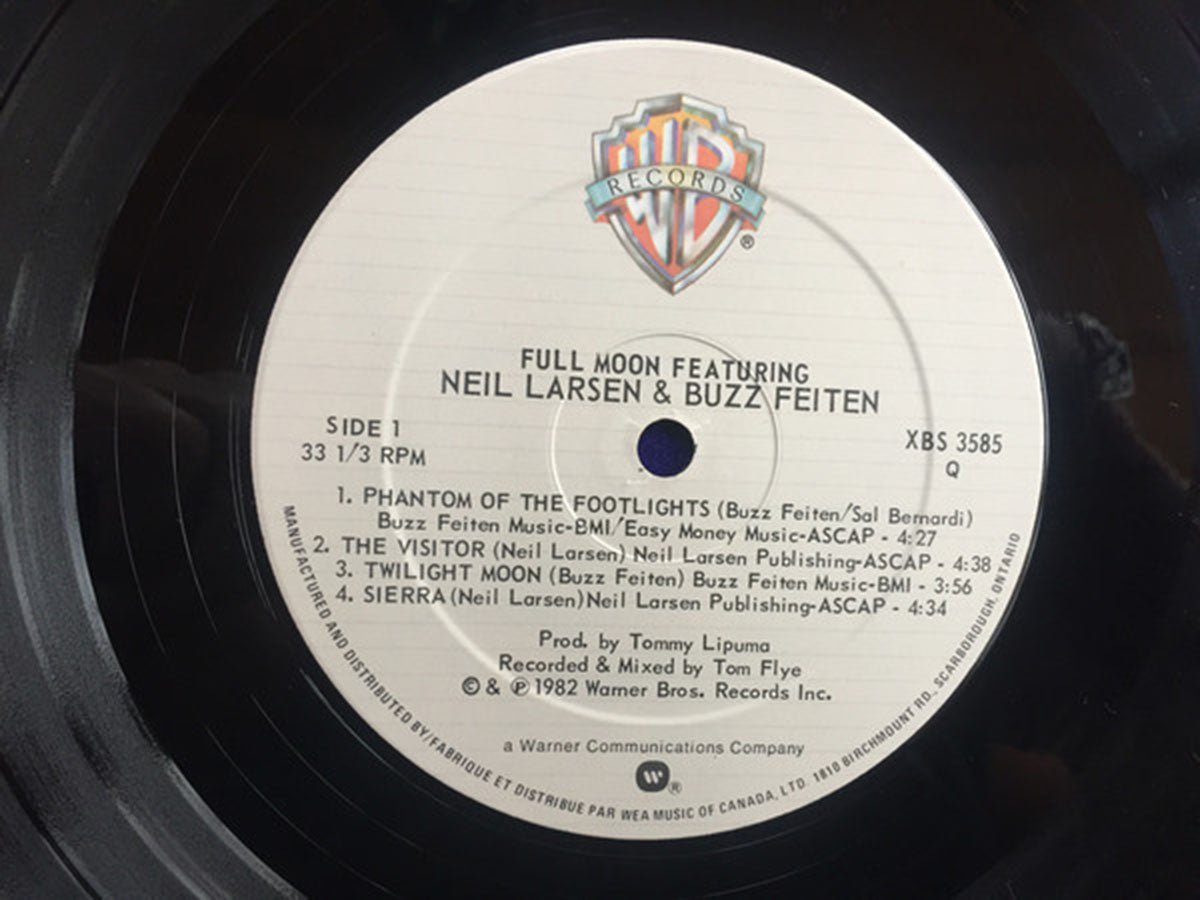 WB
RECORDS
®
FULL MOON FEATURING
NEIL LARSEN & BUZZ FEITEN
SIDE 1
33 1/3 RPM
XBS 3585
Q
1. PHANTOM OF THE FOOTLIGHTS (Buzz Feiten/Sal Bernardi)
Buzz Feiten Music-BMI/Easy Money Music-ASCAP - 4:27
2. THE VISITOR (Neil Larsen) Neil Larsen Publishing-ASCAP - 4:38
3. TWILIGHT MOON (Buzz Feiten) Buzz Feiten Music-BMI - 3:56
4. SIERRA (Neil Larsen) Neil Larsen Publishing-ASCAP - 4:34
Prod. by Tommy Lipuma
Recorded & Mixed by Tom Flye
© & ℗ 1982 Warner Bros. Records Inc.
a Warner Communications Company
®
MANUFACTURED AND DISTRIBUTED BY/FABRIQUE ET DISTRIBUE PAR WEA MUSIC OF CANADA, LTD. 1810 BIRCHMOUNT RD., SCARBOROUGH, ONTARIO